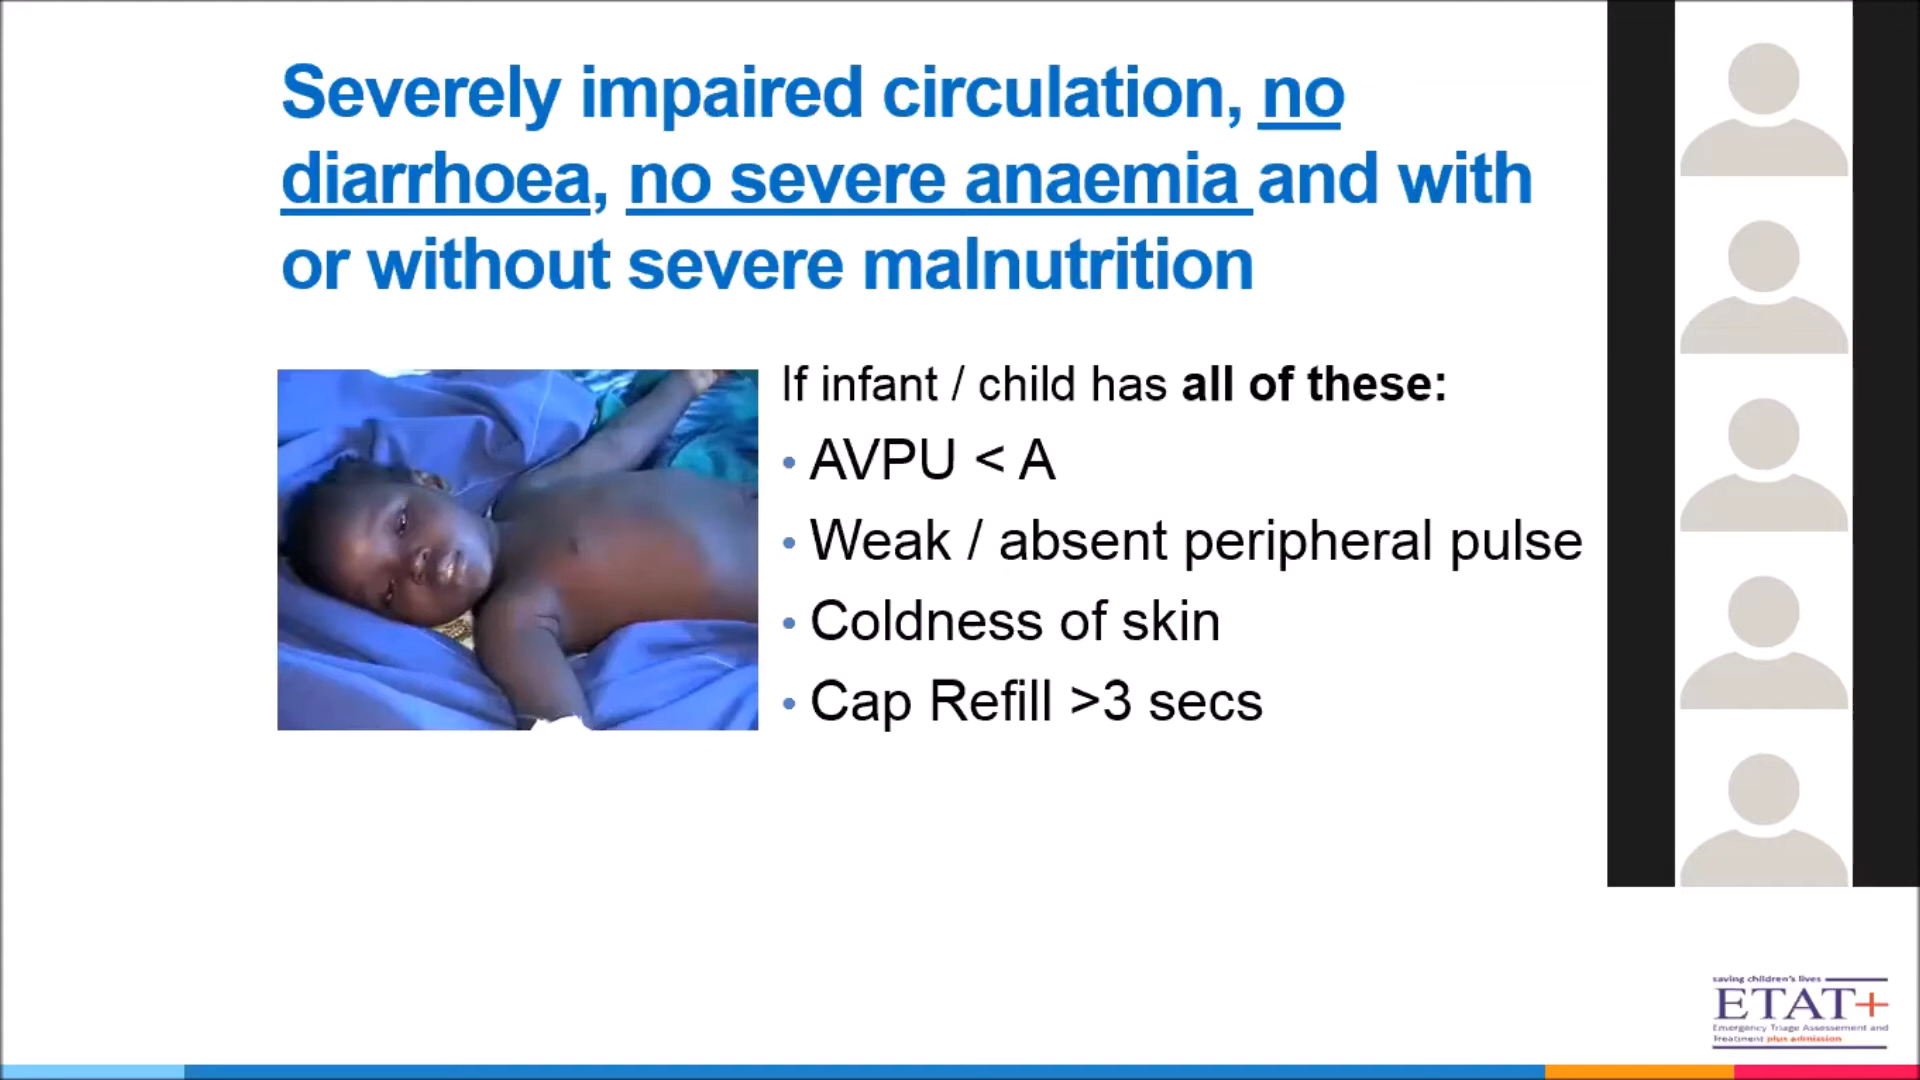 Severely impaired circulation, no
diarrhoea, no severe anaemia and with
or without severe malnutrition
If infant / child has all of these:
• AVPU < A
• Weak / absent peripheral pulse
• Coldness of skin
• Cap Refill >3 secs
saving children's lives
ETAT+
Emergency Triage Assessment and
Treatment plus admission